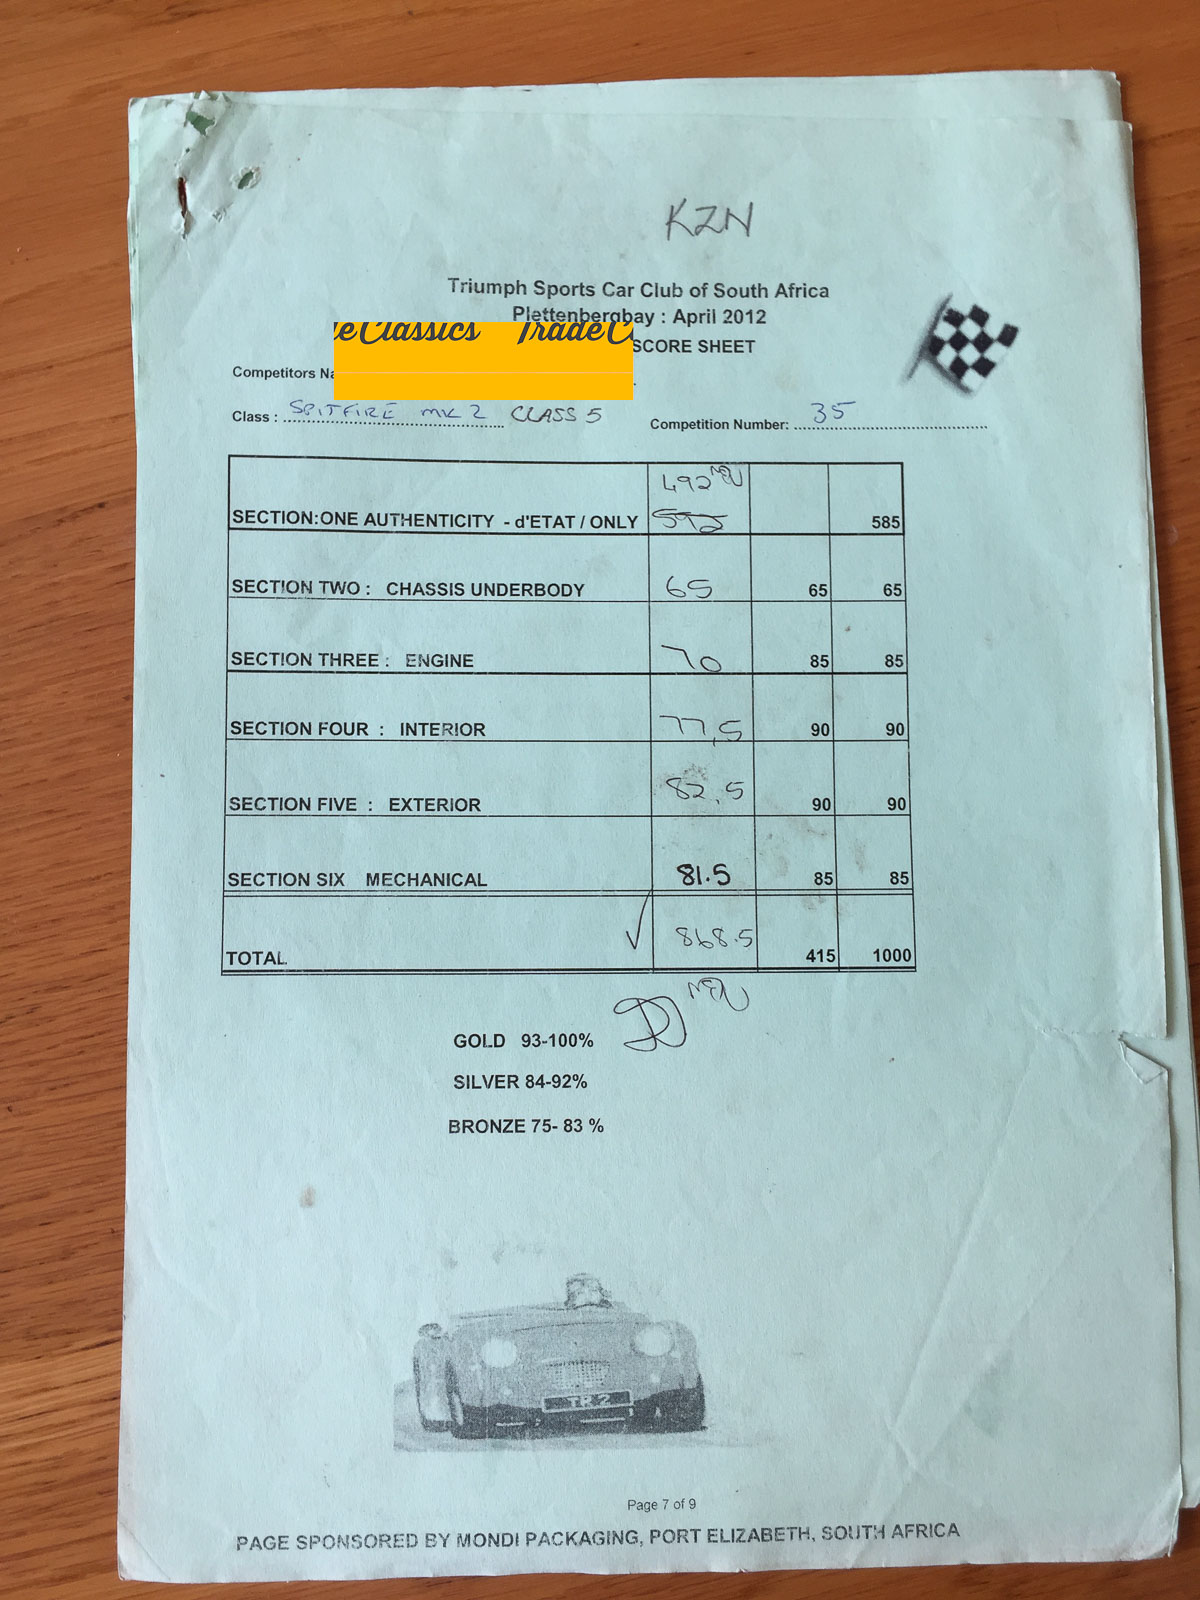 KZN
Triumph Sports Car Club of South Africa
Plettenbergbay : April 2012
eClassics TradeC
SCORE SHEET
Competitors Na
Class : SPITFIRE MK 2 CLASS 5 Competition Number: 35
492
SECTION:ONE AUTHENTICITY - d'ETAT / ONLY 592 585
SECTION TWO : CHASSIS UNDERBODY 65 65 65
SECTION THREE : ENGINE 70 85 85
SECTION FOUR : INTERIOR 77,5 90 90
SECTION FIVE : EXTERIOR 82.5 90 90
SECTION SIX MECHANICAL 81.5 85 85
TOTAL 868.5 415 1000
GOLD 93-100%
SILVER 84-92%
BRONZE 75- 83 %
TR2
Page 7 of 9
PAGE SPONSORED BY MONDI PACKAGING, PORT ELIZABETH, SOUTH AFRICA